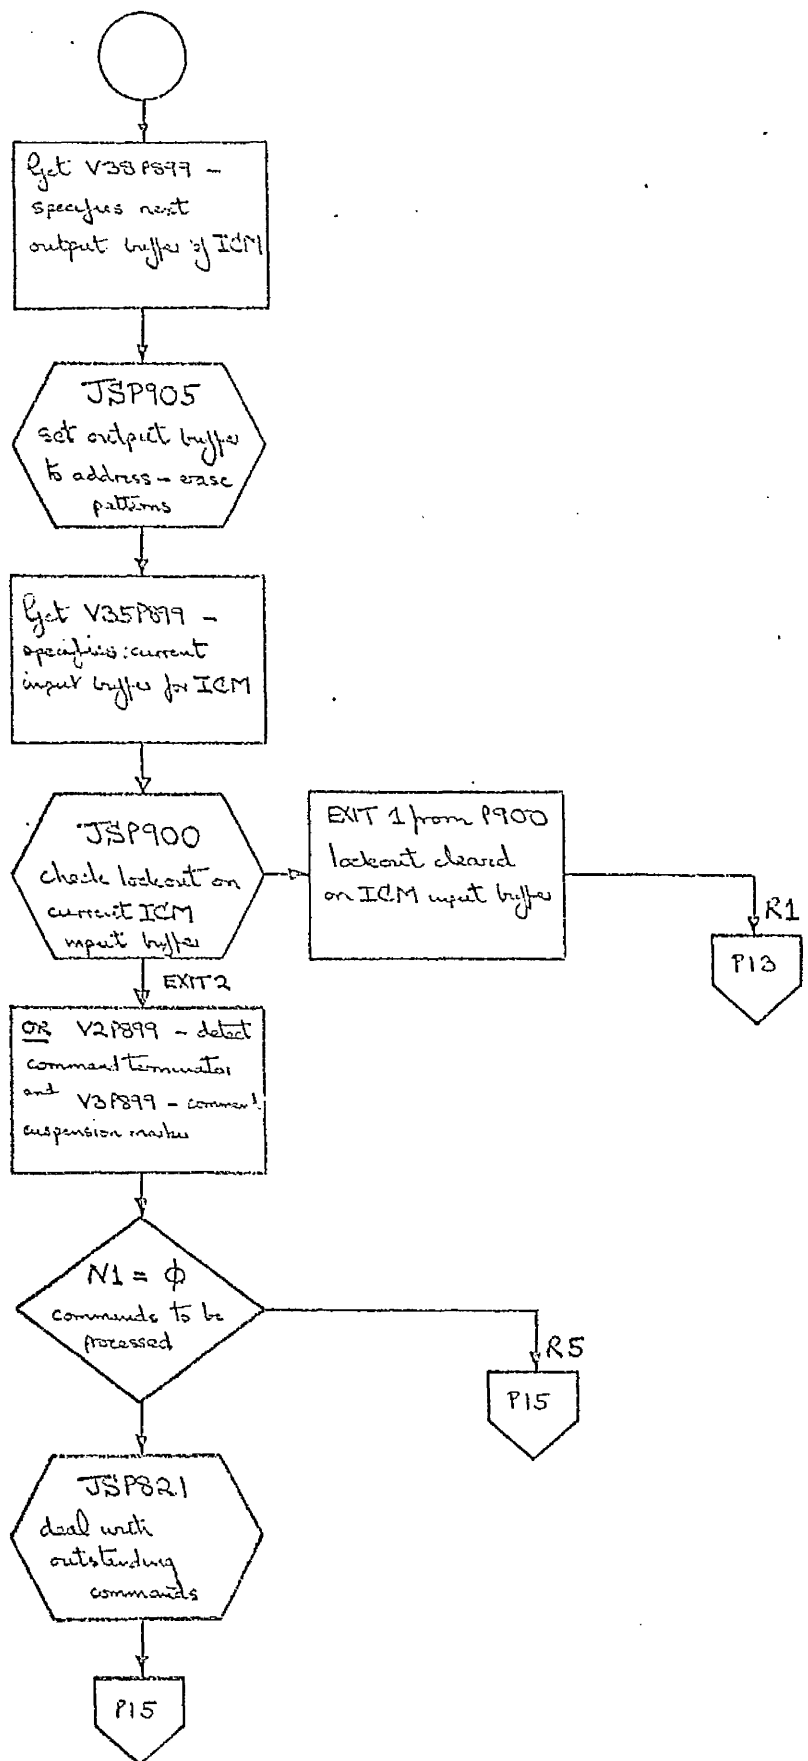 Get V38P899 -
specifies next
output buffer of ICM
JSP905
set output buffer
to address - erase
patterns
Get V35P899 -
specifies: current
input buffer for ICM
JSP900
check lockout on
current ICM
input buffer
EXIT 1 from P900
lockout cleared
on ICM input buffer
R1
P13
EXIT 2
OR V2P899 - detect
command terminator
and V3P899 - comment
suspension marker
N1 = ϕ
commands to be
processed
R5
P15
JSP821
deal with
outstanding
commands
P15